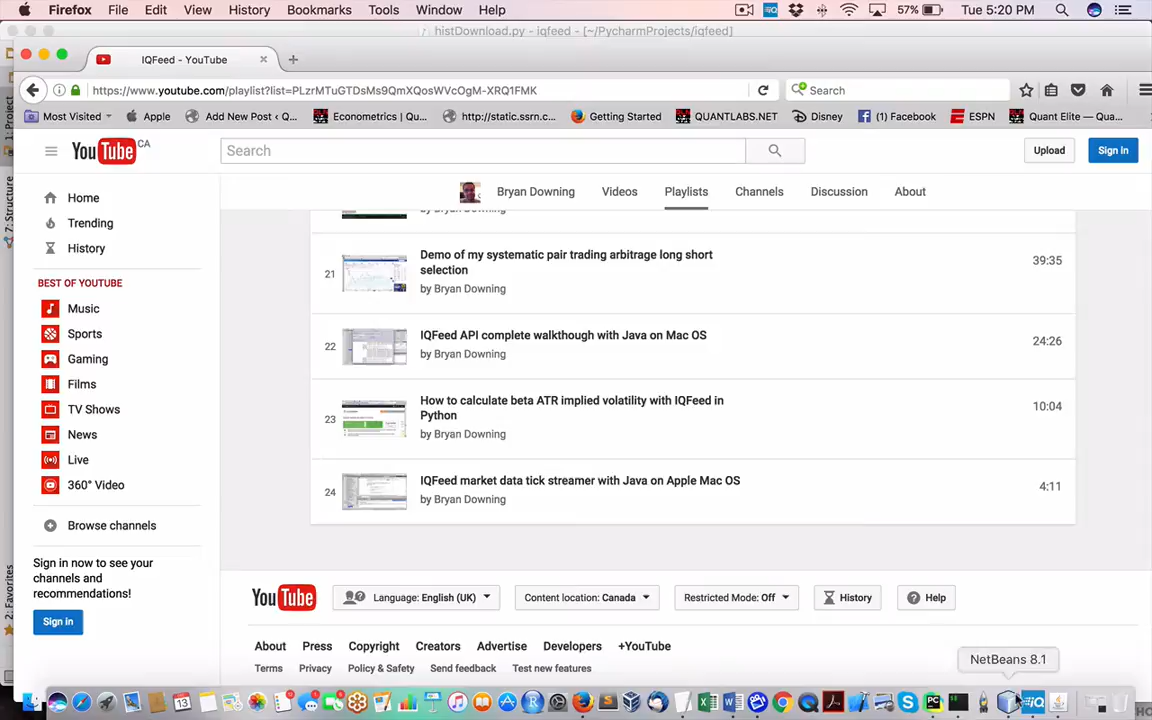 Firefox File Edit View History Bookmarks Tools Window Help 57% Tue 5:20 PM
histDownload.py - iqfeed - [~/PycharmProjects/iqfeed]
IQFeed - YouTube
https://www.youtube.com/playlist?list=PLzrMTuGTDsMs9QmXQosWVcOgM-XRQ1FMK Search
Most Visited Apple Add New Post ‹ Q... Econometrics | Qu... http://static.ssrn.c... Getting Started QUANTLABS.NET Disney (1) Facebook ESPN Quant Elite — Qua...
1: Project
7: Structure
2: Favorites
YouTube CA Search Upload Sign in
Bryan Downing Videos Playlists Channels Discussion About
Home
Trending
History
BEST OF YOUTUBE
Music
Sports
Gaming
Films
TV Shows
News
Live
360° Video
Browse channels
Sign in now to see your
channels and
recommendations!
Sign in
by Bryan Downing
21 Demo of my systematic pair trading arbitrage long short
selection 39:35
by Bryan Downing
22 IQFeed API complete walkthough with Java on Mac OS 24:26
by Bryan Downing
23 How to calculate beta ATR implied volatility with IQFeed in
Python 10:04
by Bryan Downing
24 IQFeed market data tick streamer with Java on Apple Mac OS 4:11
by Bryan Downing
YouTube Language: English (UK) Content location: Canada Restricted Mode: Off History Help
About Press Copyright Creators Advertise Developers +YouTube
Terms Privacy Policy & Safety Send feedback Test new features
NetBeans 8.1